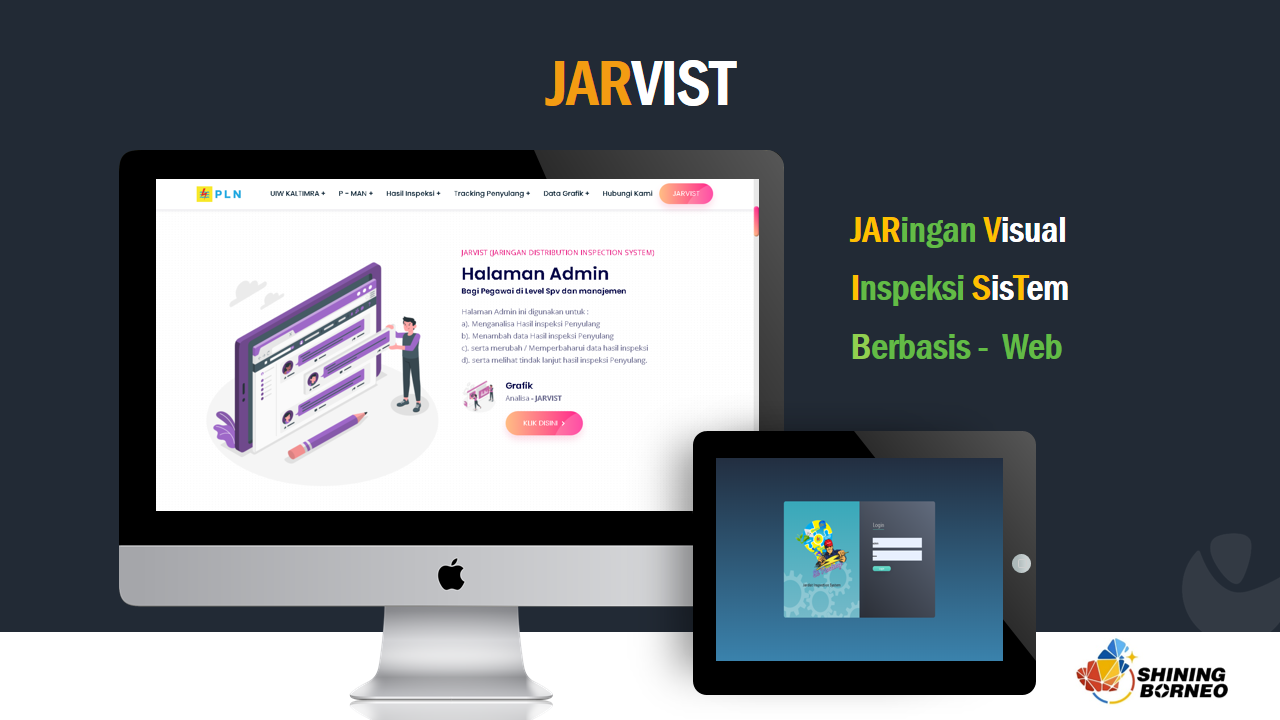 JARVIST
PLN
UIW KALTIMRA +
P - MAN +
Hasil Inspeksi +
Tracking Penyulang +
Data Grafik +
Hubungi Kami
JARVIST
JARVIST (JARINGAN DISTRIBUTION INSPECTION SYSTEM)
Halaman Admin
Bagi Pegawai di Level Spv dan manajemen
Halaman Admin ini digunakan untuk :
a). Menganalisa Hasil inspeksi Penyulang
b). Menambah data Hasil inspeksi Penyulang
c). serta merubah / Memperbaharui data hasil inspeksi
d). serta melihat tindak lanjut hasil inspeksi Penyulang.
Grafik
Analisa - JARVIST
KLIK DISINI >
JARingan Visual
Inspeksi SisTem
Berbasis - Web
Login
SHINING
BORNEO